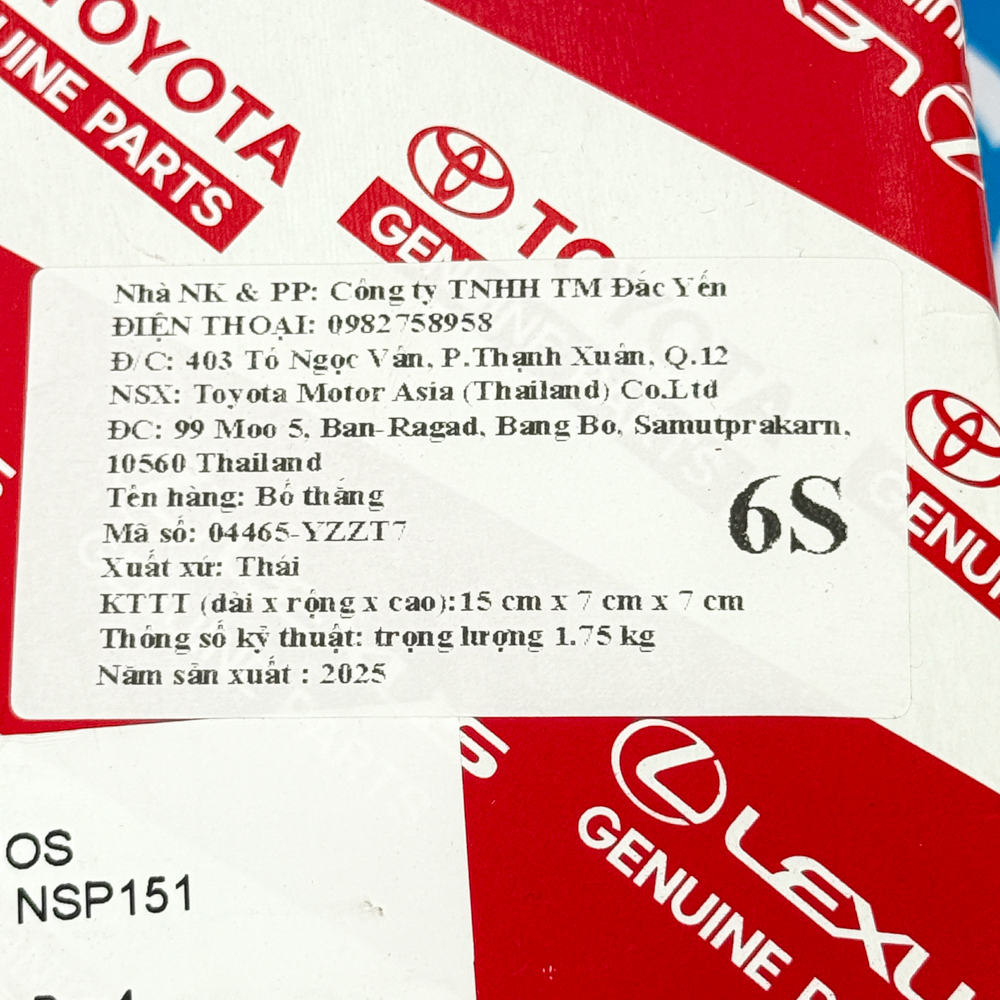 TOYOTA
GENUINE PARTS
TOYOTA
GENUINE PARTS
LEXUS
Nhà NK & PP: Công ty TNHH TM Đắc Yến
ĐIỆN THOẠI: 0982758958
Đ/C: 403 Tô Ngọc Vân, P.Thạnh Xuân, Q.12
NSX: Toyota Motor Asia (Thailand) Co.Ltd
ĐC: 99 Moo 5, Ban-Ragad, Bang Bo, Samutprakarn,
10560 Thailand
Tên hàng: Bố thắng
Mã số: 04465-YZZT7
Xuất xứ: Thái
KTTT (dài x rộng x cao):15 cm x 7 cm x 7 cm
Thông số kỹ thuật: trọng lượng 1.75 kg
Năm sản xuất : 2025
6S
GENU
OS
NSP151
LEXU
GENUINE